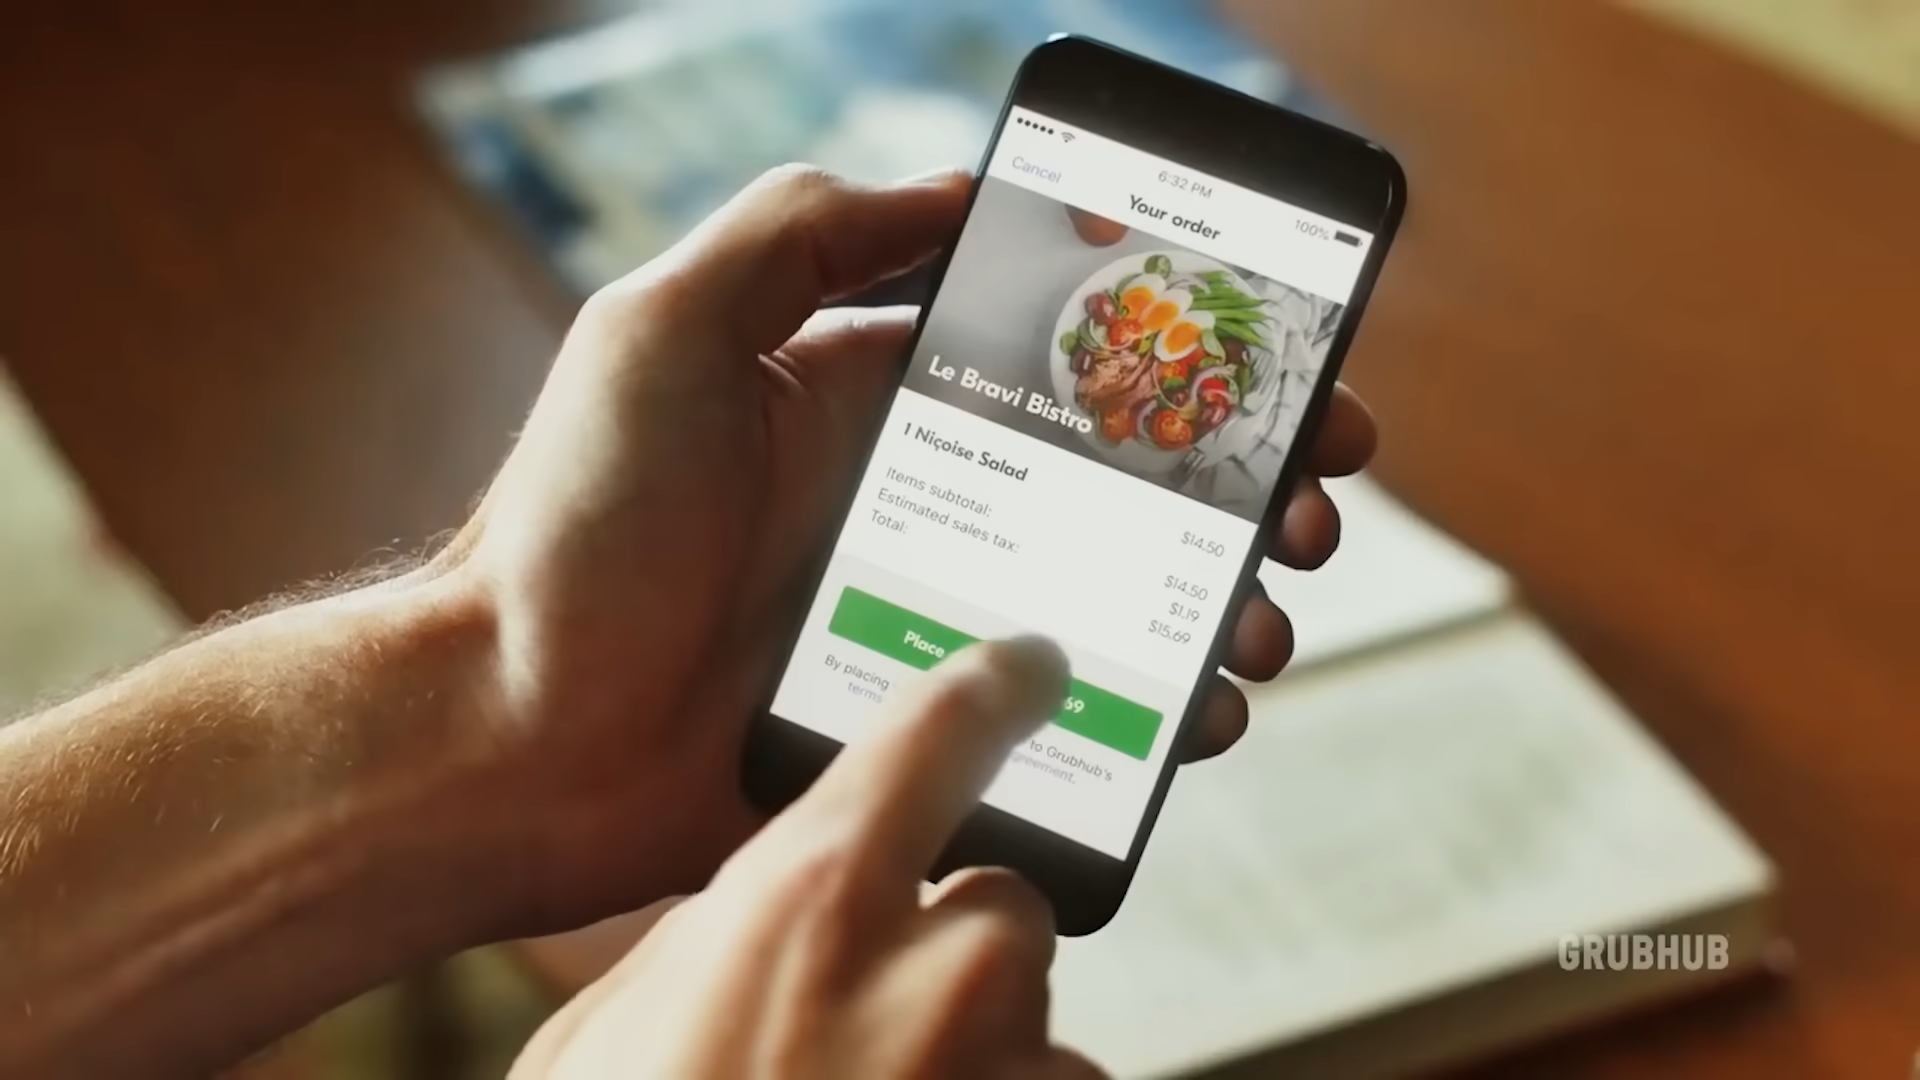 6:32 PM
100%
Cancel
Your order
Le Bravi Bistro
1 Niçoise Salad
$14.50
Items subtotal: $14.50
Estimated sales tax: $1.19
Total: $15.69
Place 69
By placing to Grubhub's
terms greement.
GRUBHUB